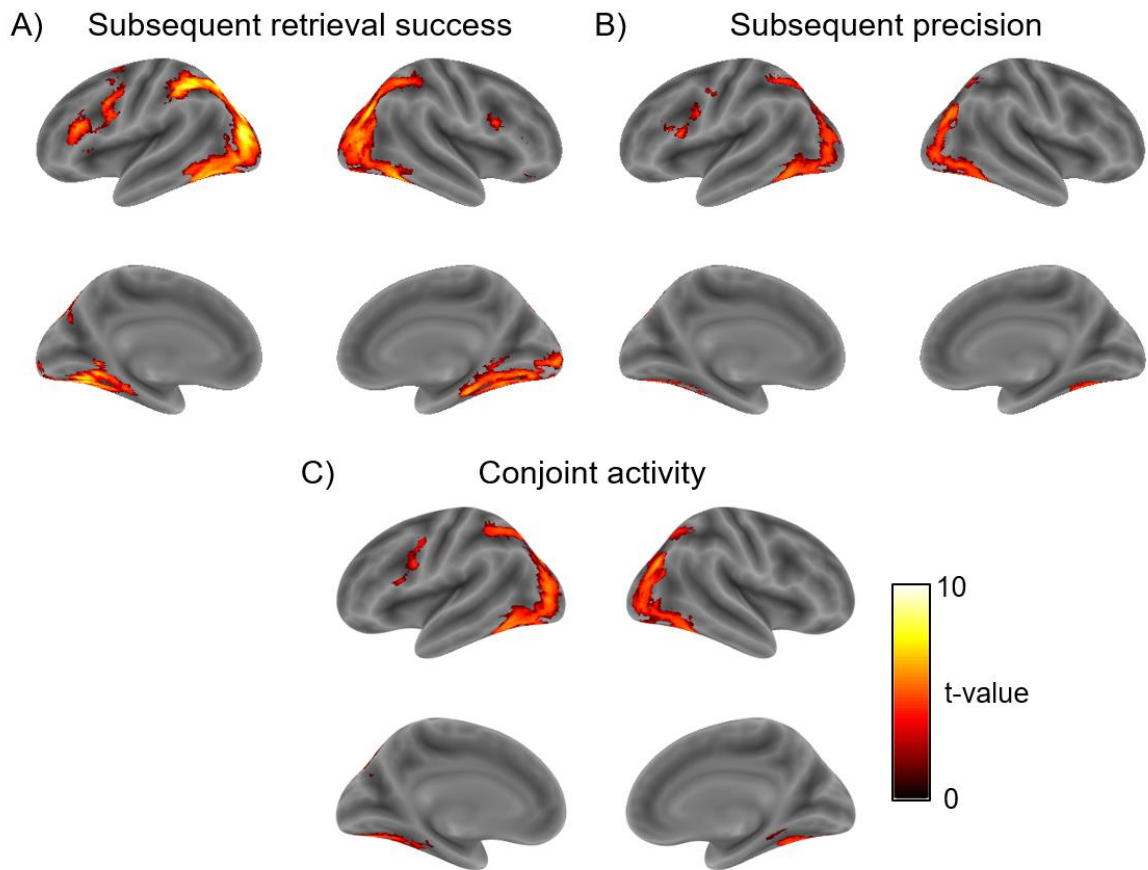 A) Subsequent retrieval success
B) Subsequent precision
C) Conjoint activity
10
t-value
0